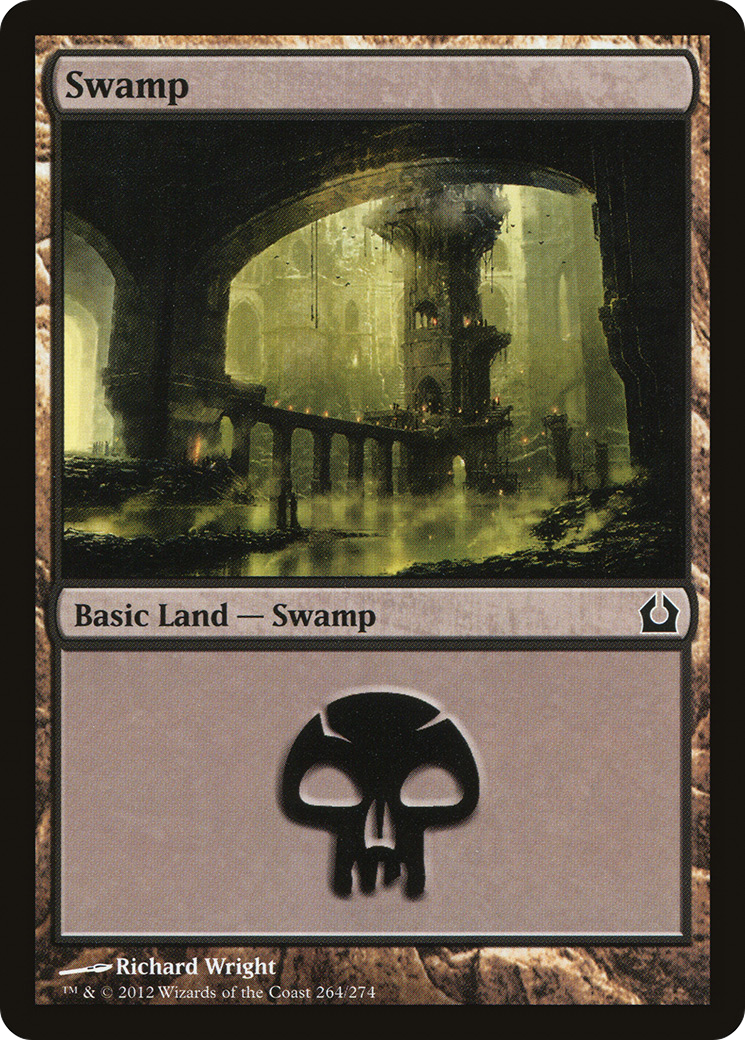 Swamp
Basic Land — Swamp
Richard Wright
™ & © 2012 Wizards of the Coast 264/274